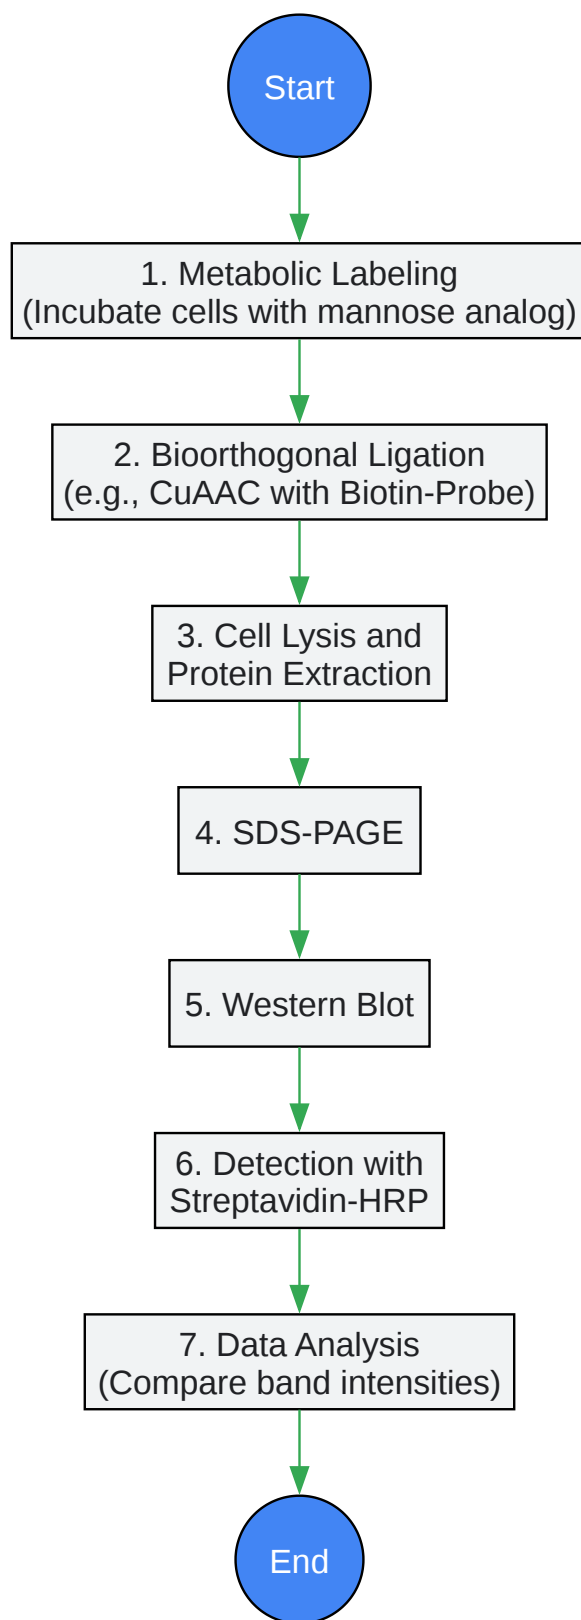 Start
1. Metabolic Labeling
(Incubate cells with mannose analog)
2. Bioorthogonal Ligation
(e.g., CuAAC with Biotin-Probe)
3. Cell Lysis and
Protein Extraction
4. SDS-PAGE
5. Western Blot
6. Detection with
Streptavidin-HRP
7. Data Analysis
(Compare band intensities)
End